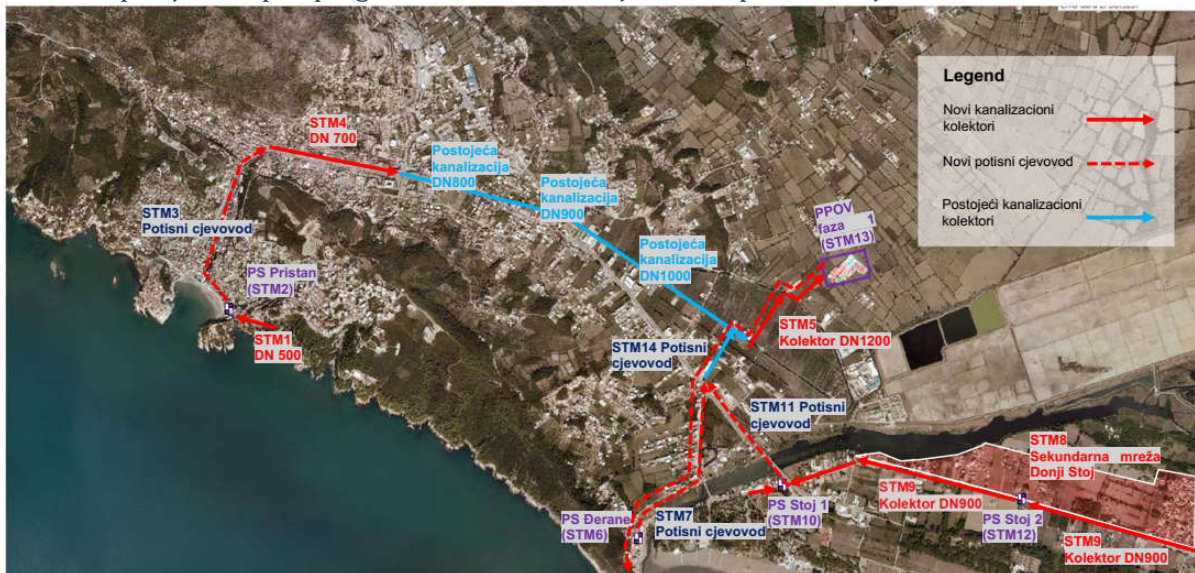 Legend
Novi kanalizacioni
kolektori
Novi potisni cjevovod
Postojeći kanalizacioni
kolektori
STM4,
DN 700
Postojeća
kanalizacija
DN800
Postojeća
kanalizacija
DN900
STM3
Potisni cjevovod
PPOV
faza 1
(STM13)
Postojeća
kanalizacija
DN1000
PS Pristan
(STM2)
STM1
DN 500
STM5
Kolektor DN1200
STM14 Potisni
cjevovod
STM11 Potisni
cjevovod
STM8
Sekundarna mreža
Donji Stoj
STM9
Kolektor DN900
PS Đerane
(STM6)
STM7
Potisni cjevovod
PS Stoj 1
(STM10)
PS Stoj 2
(STM12)
STM9
Kolektor DN900